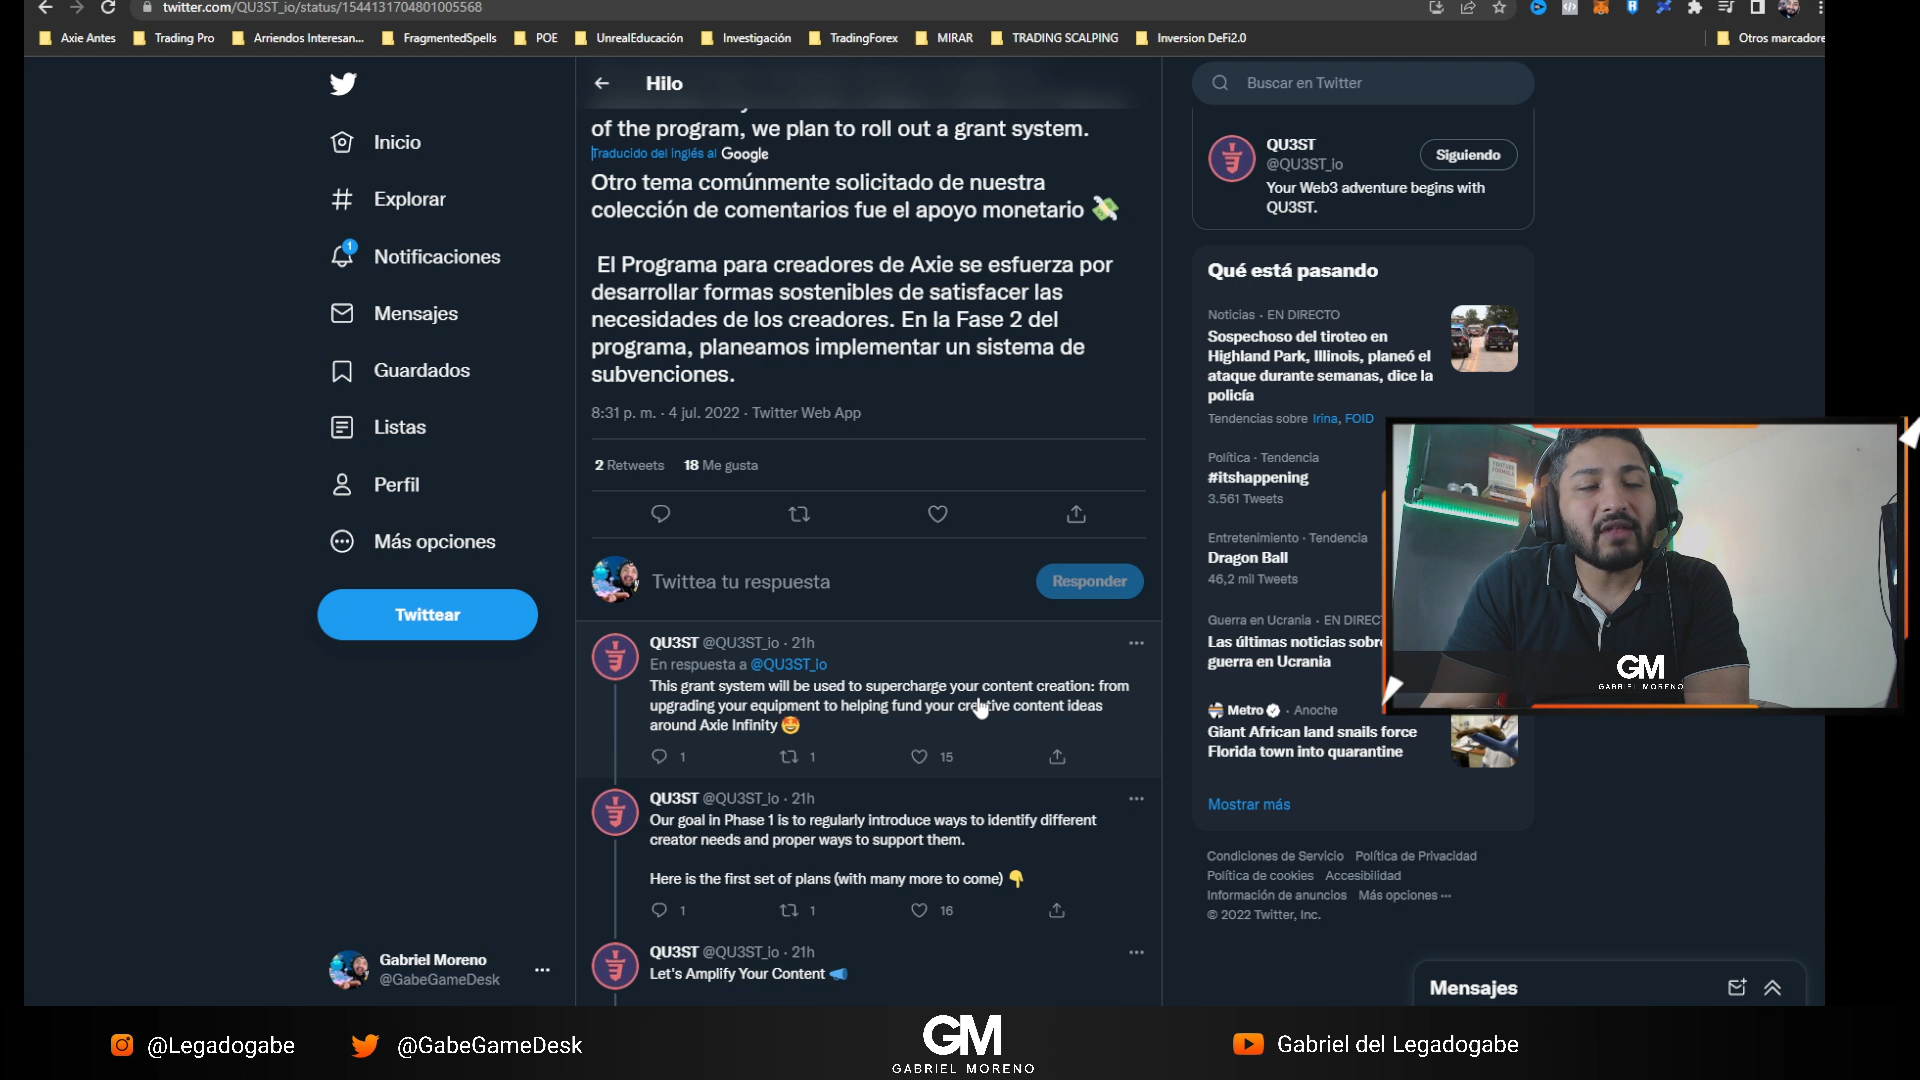 twitter.com/QU3ST_io/status/1544131704801005568
Axie Antes
Trading Pro
Arriendos Interesan...
FragmentedSpells
POE
UnrealEducación
Investigación
TradingForex
MIRAR
TRADING SCALPING
Inversion DeFi2.0
Otros marcadore
Inicio
Explorar
1
Notificaciones
Mensajes
Guardados
Listas
Perfil
Más opciones
Twittear
Gabriel Moreno
@GabeGameDesk
Hilo
of the program, we plan to roll out a grant system.
Traducido del inglés al Google
Otro tema comúnmente solicitado de nuestra
colección de comentarios fue el apoyo monetario 💸
El Programa para creadores de Axie se esfuerza por
desarrollar formas sostenibles de satisfacer las
necesidades de los creadores. En la Fase 2 del
programa, planeamos implementar un sistema de
subvenciones.
8:31 p. m. · 4 jul. 2022 · Twitter Web App
2 Retweets 18 Me gusta
Twittea tu respuesta
Responder
QU3ST @QU3ST_io · 21h
En respuesta a @QU3ST_io
This grant system will be used to supercharge your content creation: from
upgrading your equipment to helping fund your creative content ideas
around Axie Infinity 🤩
1 1 15
QU3ST @QU3ST_io · 21h
Our goal in Phase 1 is to regularly introduce ways to identify different
creator needs and proper ways to support them.
Here is the first set of plans (with many more to come) 👇
1 1 16
QU3ST @QU3ST_io · 21h
Let's Amplify Your Content 📣
Buscar en Twitter
QU3ST
@QU3ST_io
Siguiendo
Your Web3 adventure begins with
QU3ST.
Qué está pasando
Noticias · EN DIRECTO
Sospechoso del tiroteo en
Highland Park, Illinois, planeó el
ataque durante semanas, dice la
policía
Tendencias sobre Irina, FOID
Política · Tendencia
#itshappening
3.561 Tweets
Entretenimiento · Tendencia
Dragon Ball
46,2 mil Tweets
Guerra en Ucrania · EN DIREC
Las últimas noticias sobr
guerra en Ucrania
Metro · Anoche
Giant African land snails force
Florida town into quarantine
Mostrar más
Condiciones de Servicio Política de Privacidad
Política de cookies Accesibilidad
Información de anuncios Más opciones ···
© 2022 Twitter, Inc.
Mensajes
YOUTUBE
FORMULA
GM
GABRIEL MORENO
@Legadogabe
@GabeGameDesk
GM
GABRIEL MORENO
Gabriel del Legadogabe